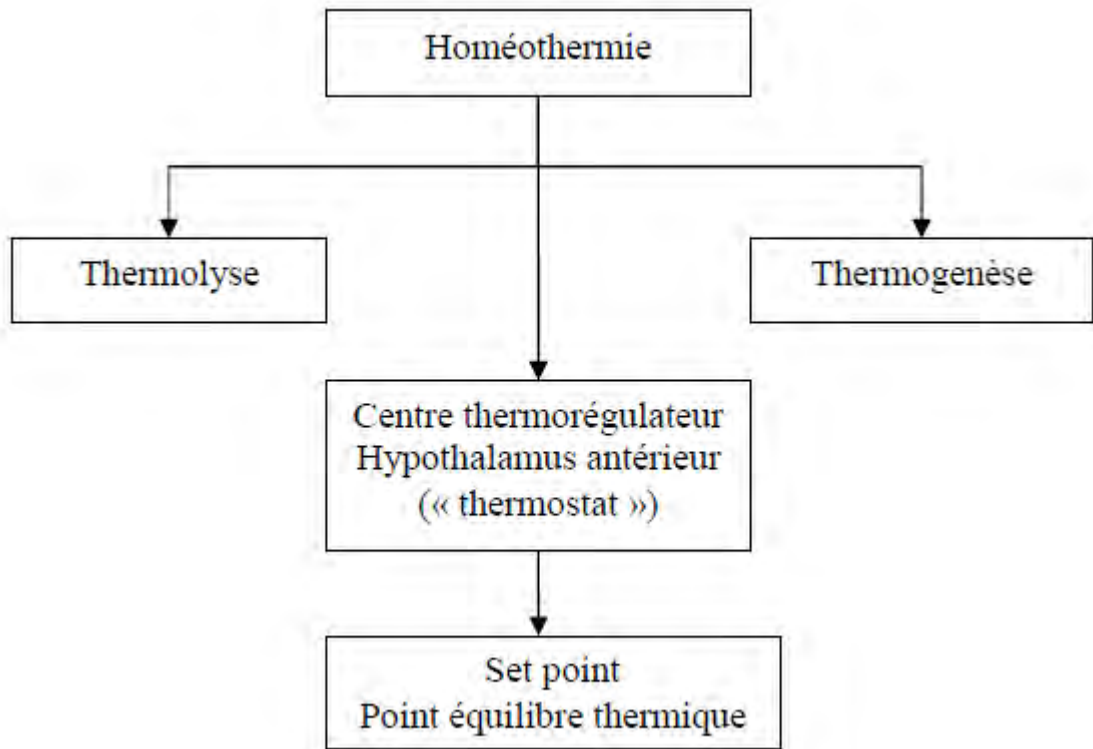 Homéothermie
Thermolyse
Thermogenèse
Centre thermorégulateur
Hypothalamus antérieur
(« thermostat »)
Set point
Point équilibre thermique